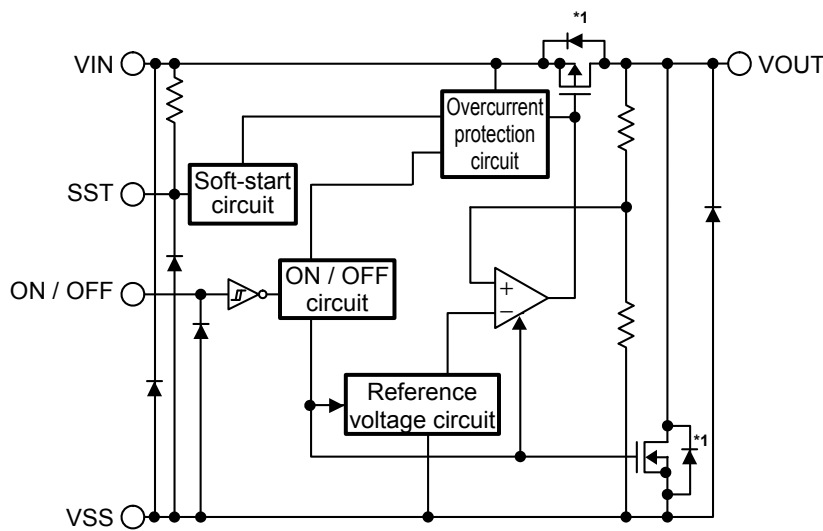 *1
VIN
VOUT
Overcurrent
protection
circuit
SST
Soft-start
circuit
ON / OFF
ON / OFF
circuit
+
−
Reference
voltage circuit
*1
VSS